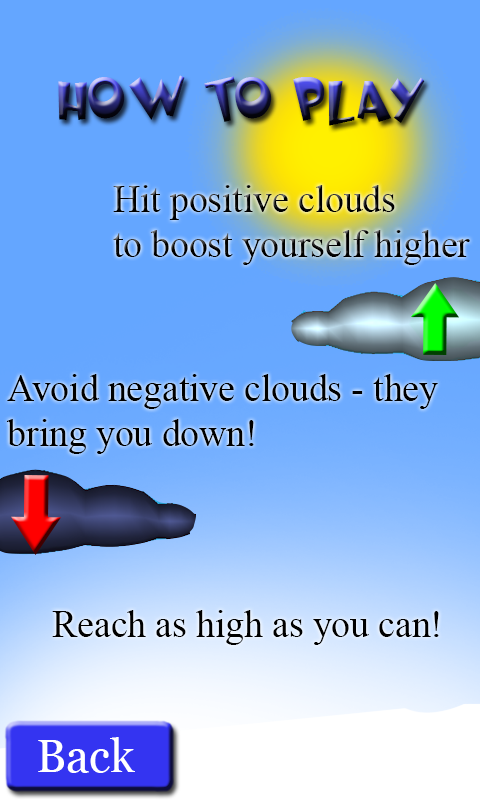 HOW TO PLAY
Hit positive clouds
to boost yourself higher
Avoid negative clouds - they
bring you down!
Reach as high as you can!
Back